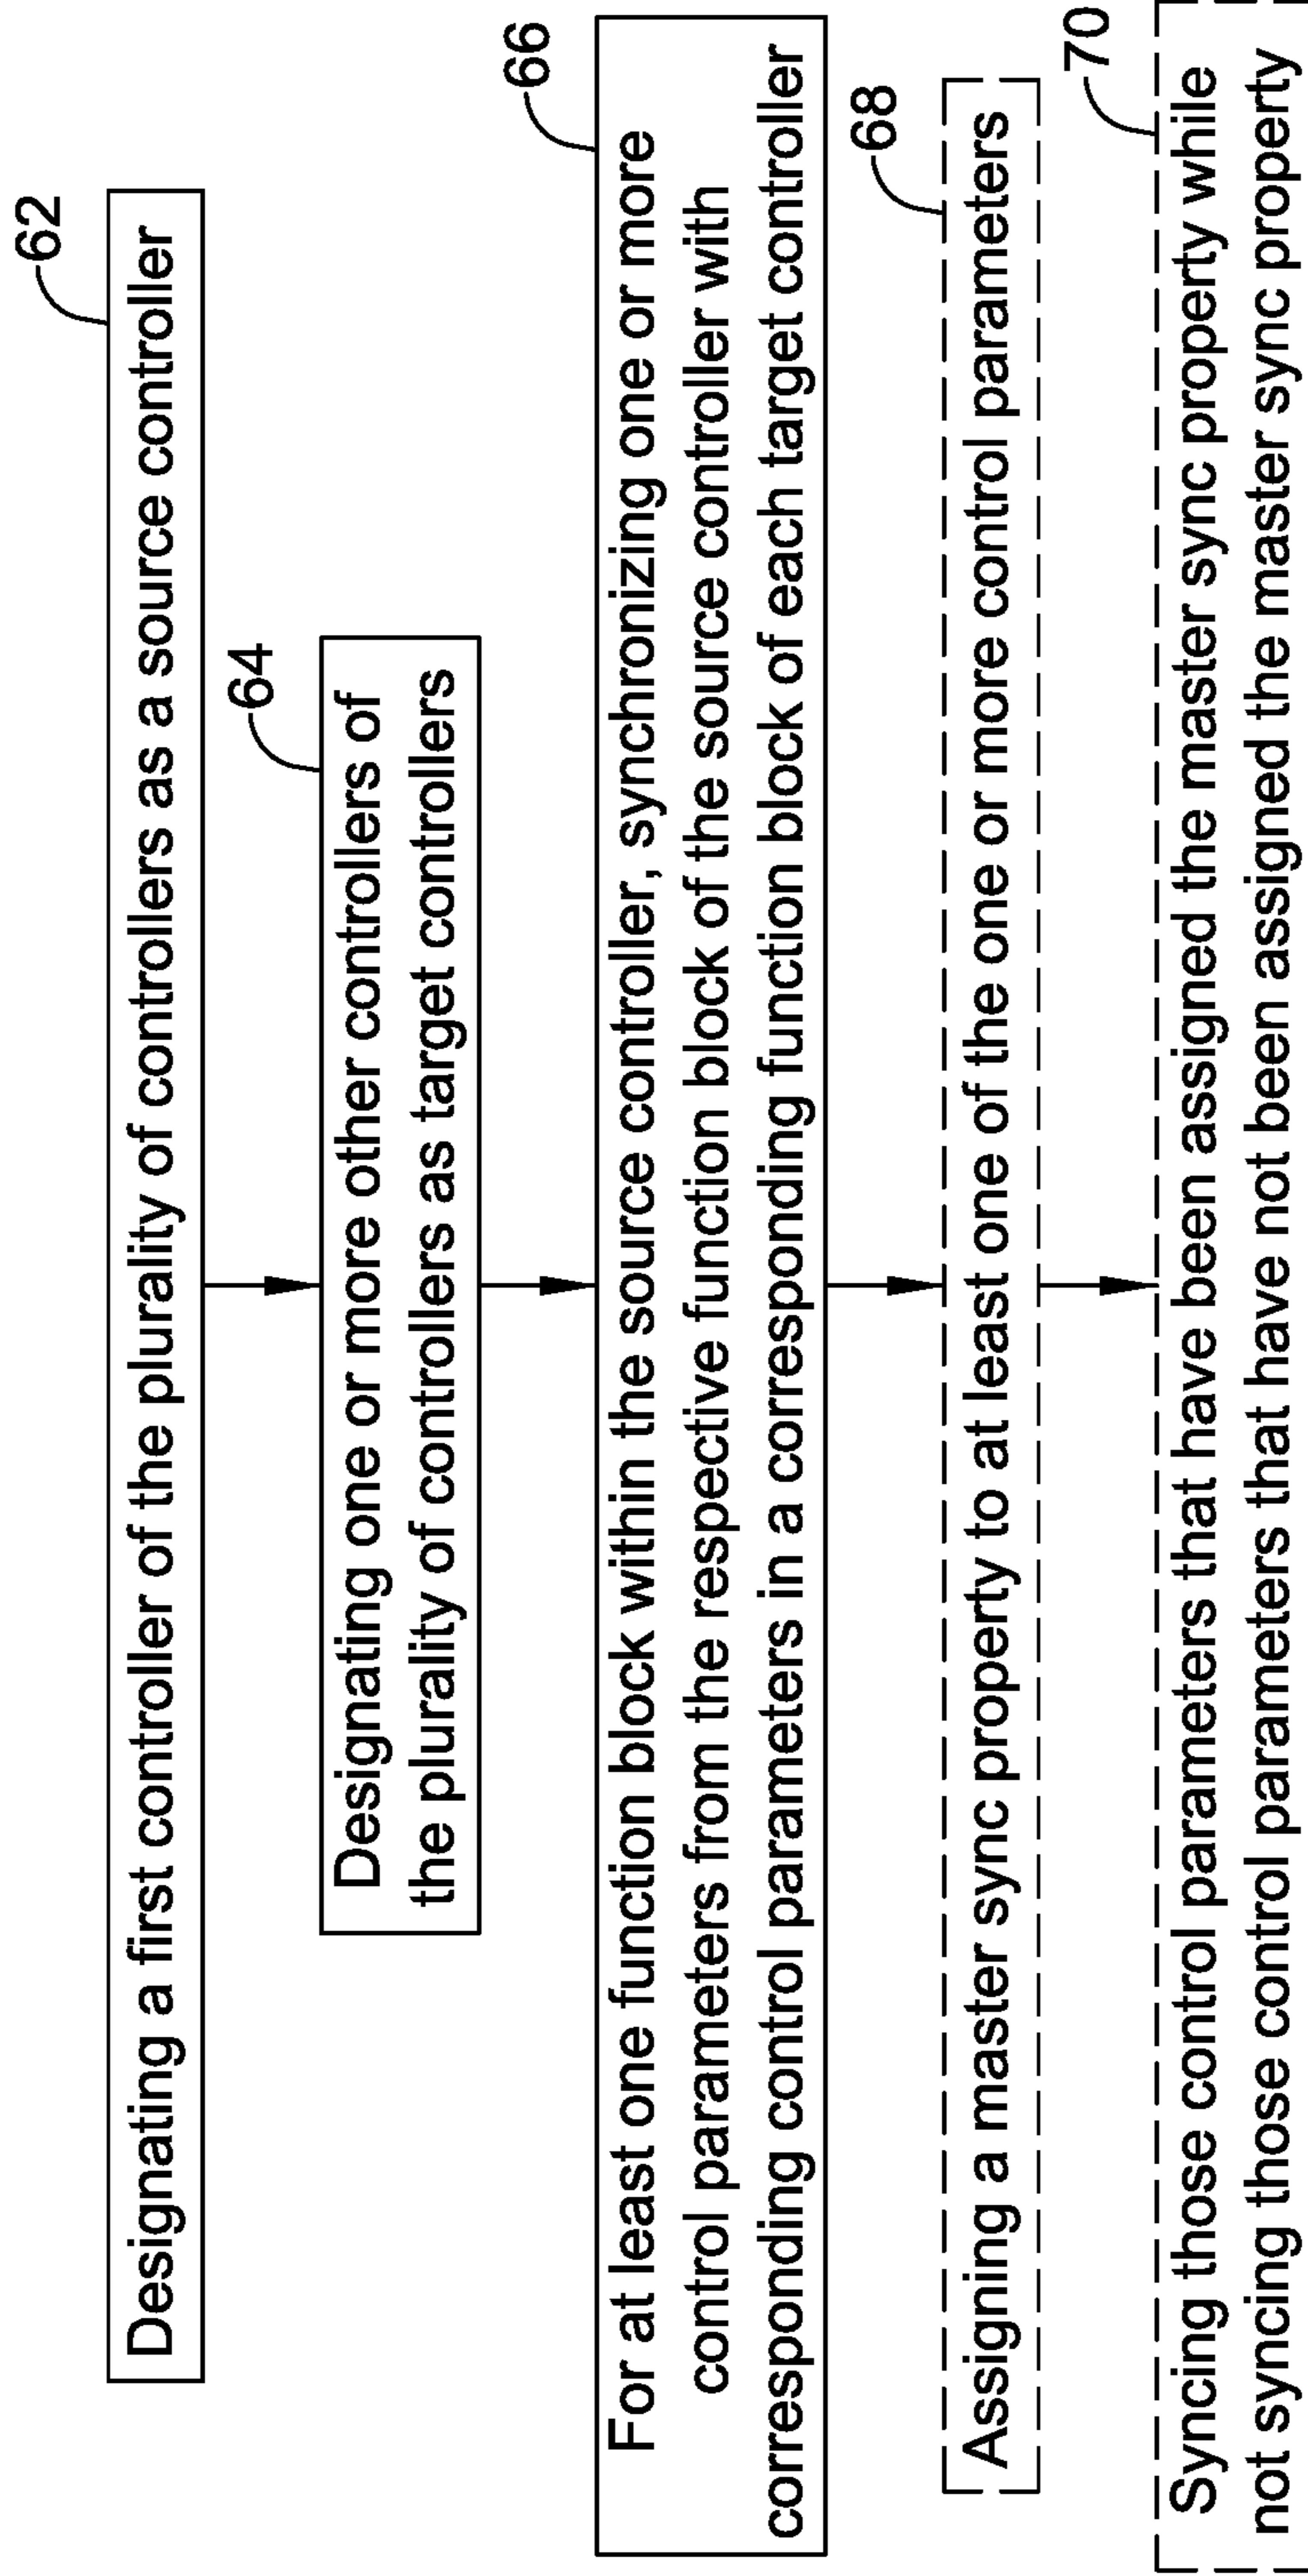 62
Designating a first controller of the plurality of controllers as a source controller
64
Designating one or more other controllers of
the plurality of controllers as target controllers
66
For at least one function block within the source controller, synchronizing one or more
control parameters from the respective function block of the source controller with
corresponding control parameters in a corresponding function block of each target controller
68
Assigning a master sync property to at least one of the one or more control parameters
70
Syncing those control parameters that have been assigned the master sync property while
not syncing those control parameters that have not been assigned the master sync property